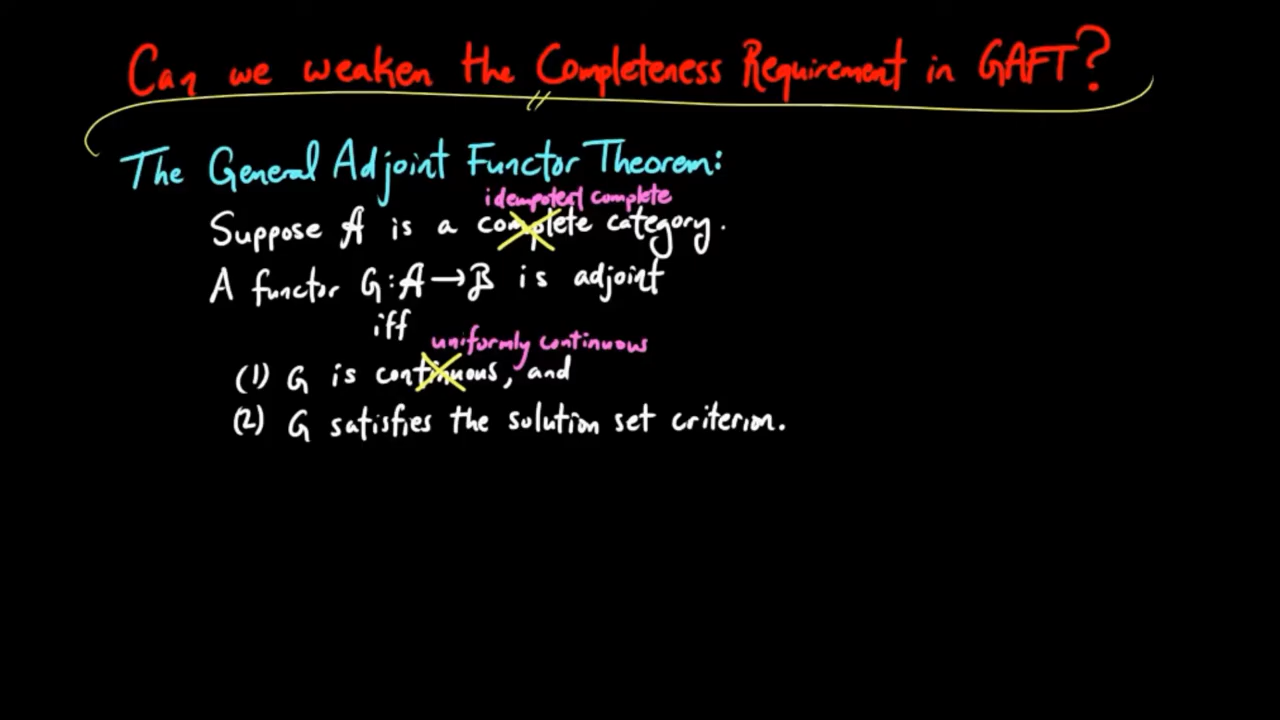 Can we weaken the Completeness Requirement in GAFT?
The General Adjoint Functor Theorem:
idempotent complete
Suppose A is a complete category.
A functor G: A → B is adjoint
iff
uniformly continuous
(1) G is continuous, and
(2) G satisfies the solution set criterion.